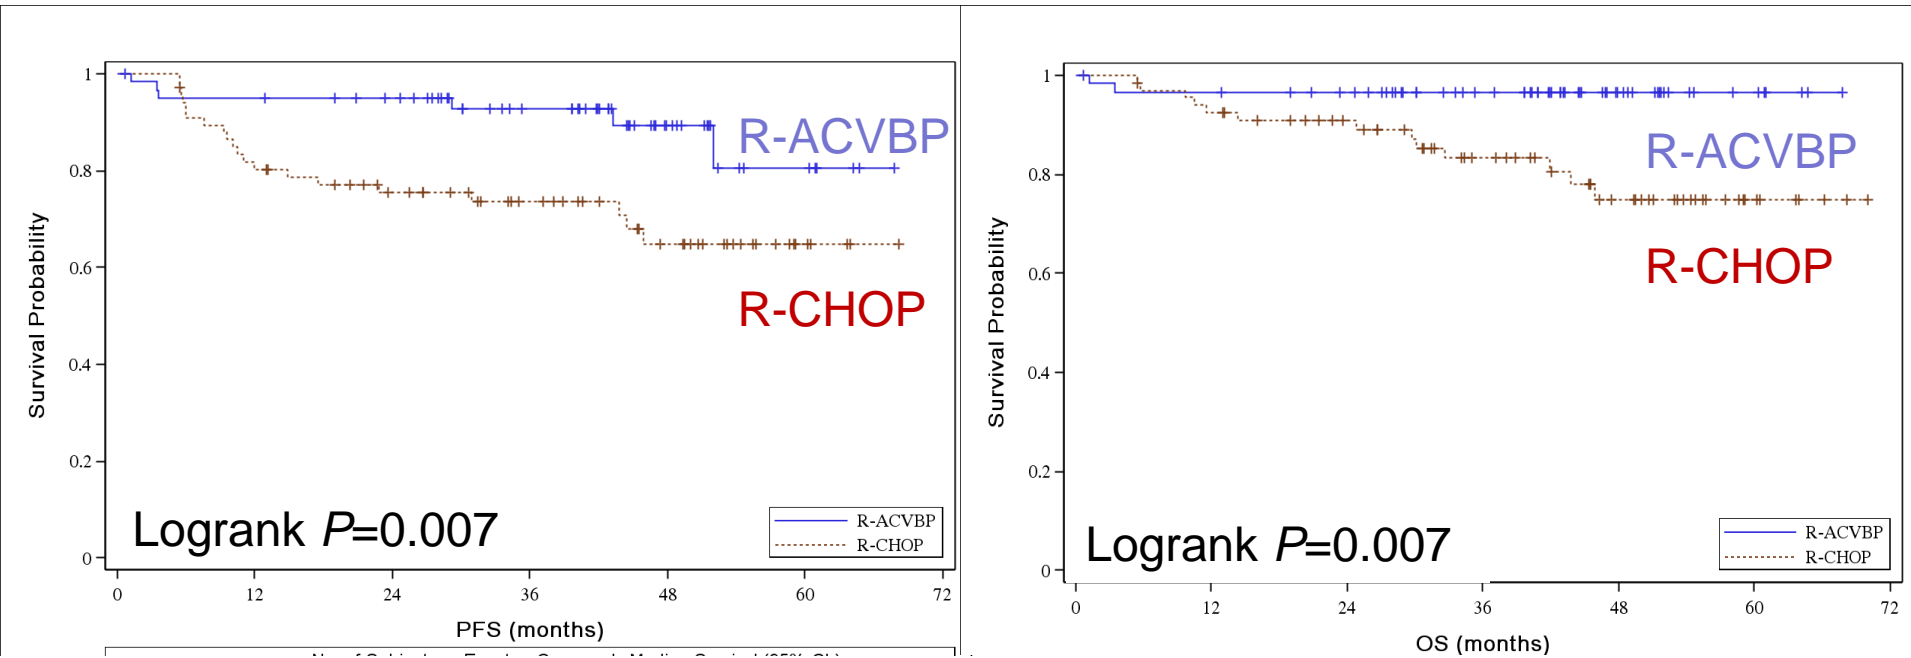 1
0.8
0.6
0.4
0.2
0
Survival Probability
R-ACVBP
R-CHOP
Logrank P=0.007
R-ACVBP
R-CHOP
0 12 24 36 48 60 72
PFS (months)
1
0.8
0.6
0.4
0.2
0
Survival Probability
R-ACVBP
R-CHOP
Logrank P=0.007
R-ACVBP
R-CHOP
0 12 24 36 48 60 72
OS (months)